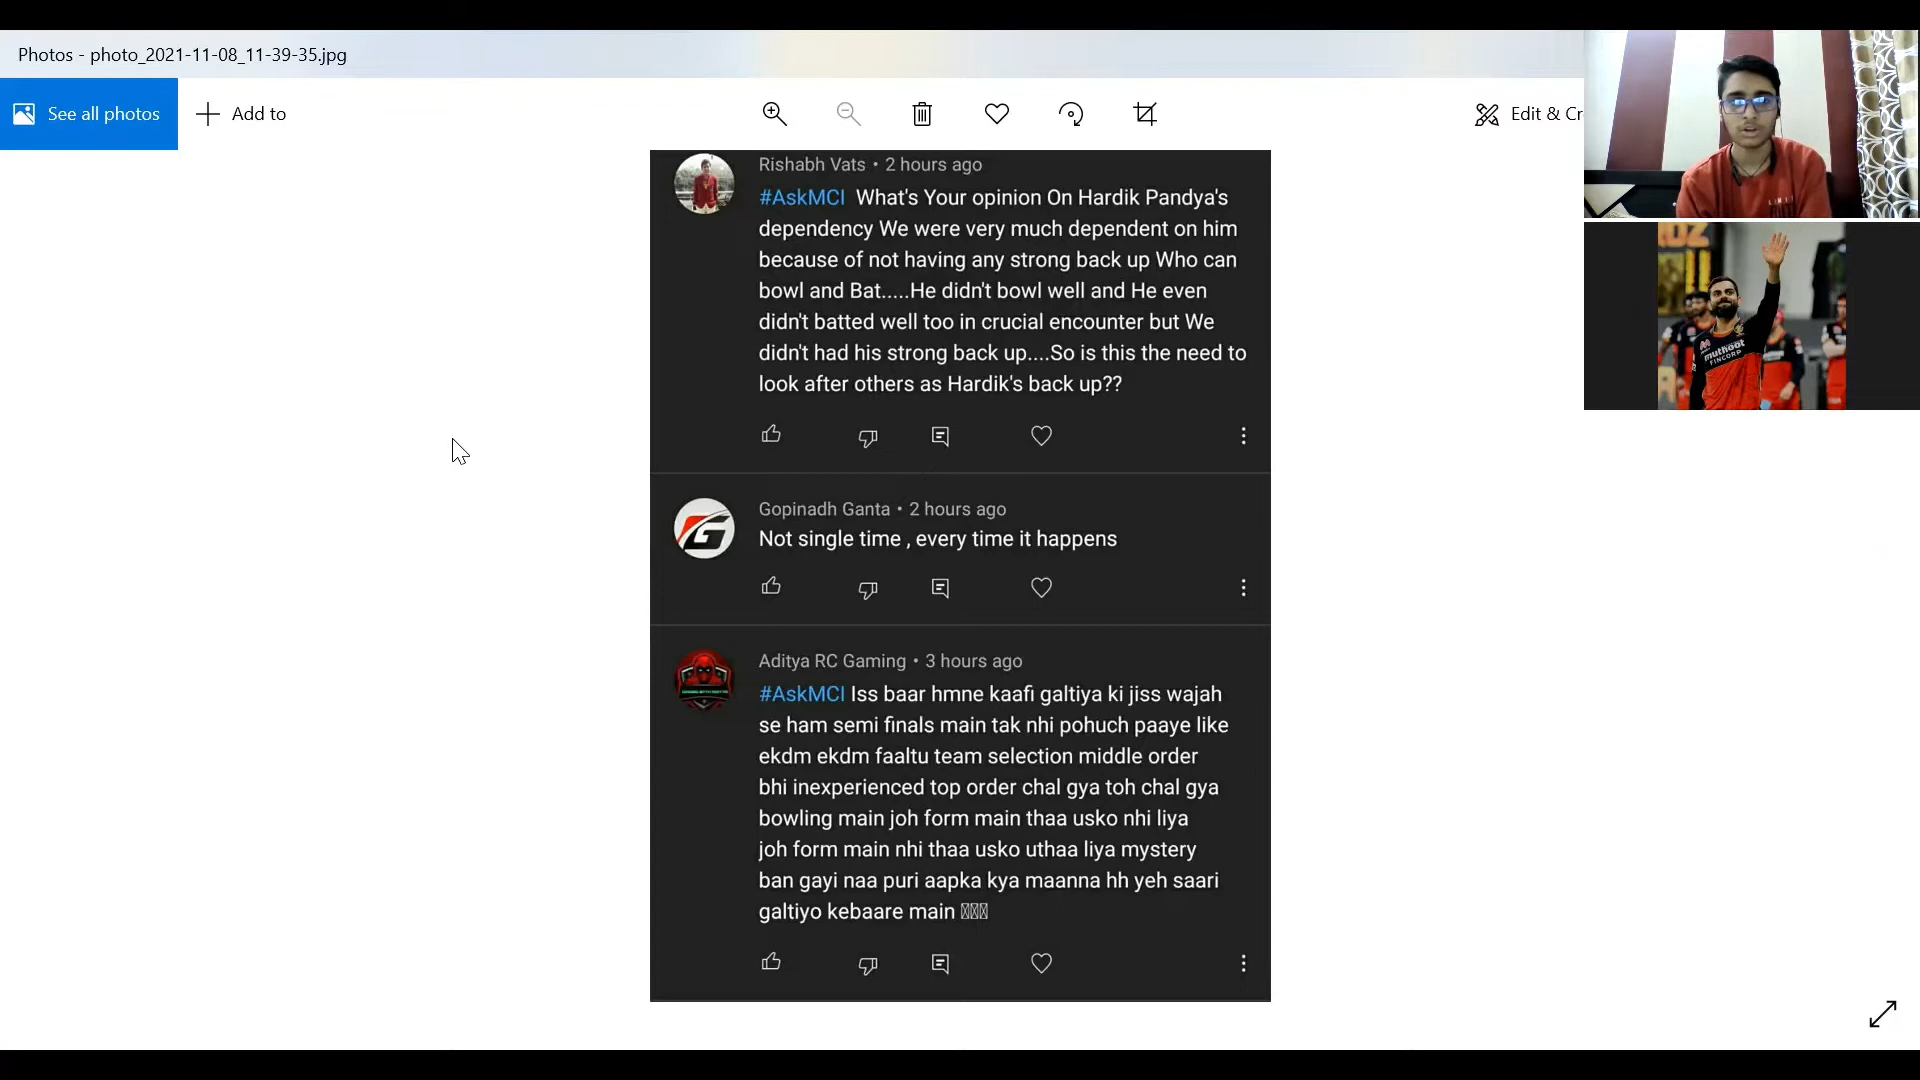 Photos - photo_2021-11-08_11-39-35.jpg
See all photos
Add to
Edit & Cr
Rishabh Vats • 2 hours ago
#AskMCI What's Your opinion On Hardik Pandya's
dependency We were very much dependent on him
because of not having any strong back up Who can
bowl and Bat.....He didn't bowl well and He even
didn't batted well too in crucial encounter but We
didn't had his strong back up....So is this the need to
look after others as Hardik's back up??
Gopinadh Ganta • 2 hours ago
Not single time , every time it happens
Aditya RC Gaming • 3 hours ago
#AskMCI Iss baar hmne kaafi galtiya ki jiss wajah
se ham semi finals main tak nhi pohuch paaye like
ekdm ekdm faaltu team selection middle order
bhi inexperienced top order chal gya toh chal gya
bowling main joh form main thaa usko nhi liya
joh form main nhi thaa usko uthaa liya mystery
ban gayi naa puri aapka kya maanna hh yeh saari
galtiyo kebaare main
muthoot
FINCORP